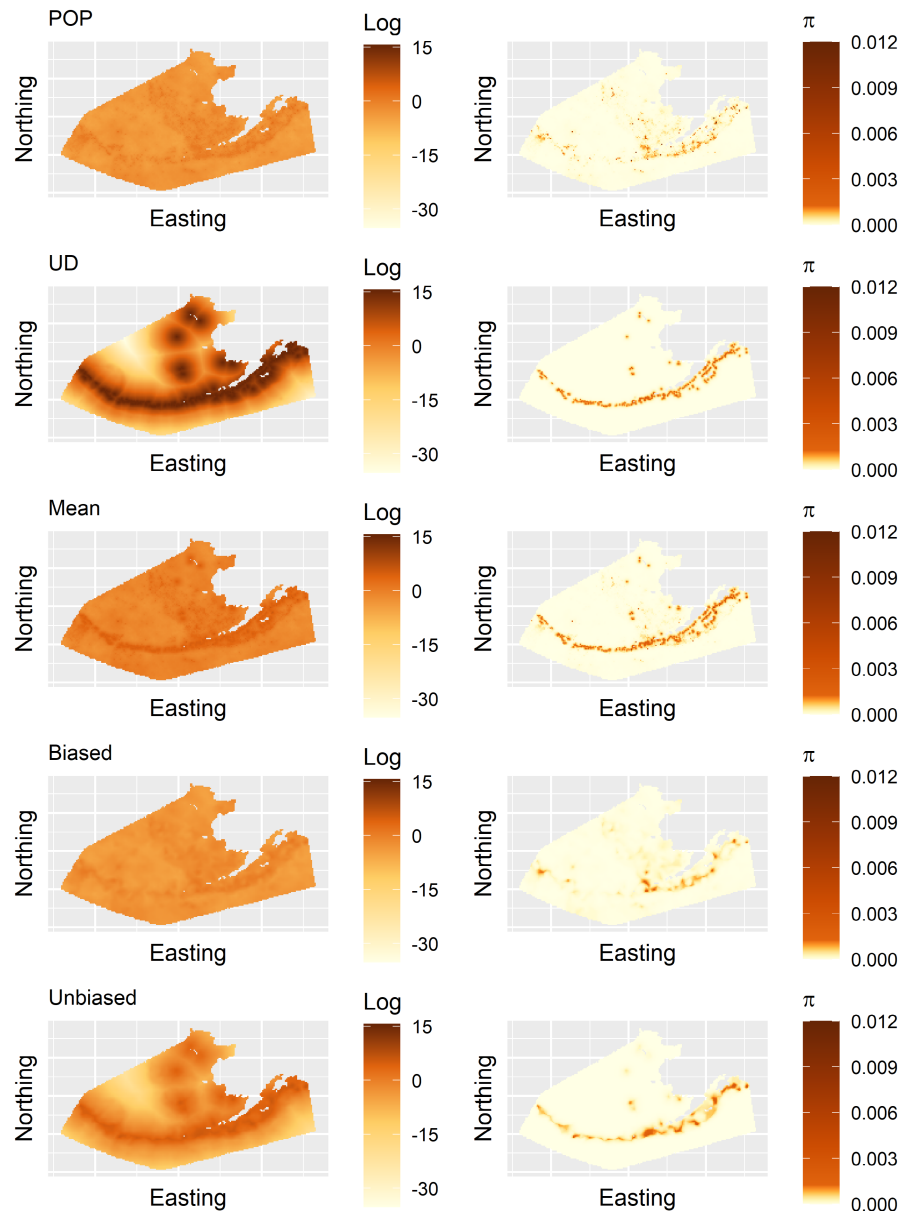 POP
Log
15
0
-15
-30
Northing
Easting
π
0.012
0.009
0.006
0.003
0.000
Northing
Easting
UD
Log
15
0
-15
-30
Northing
Easting
π
0.012
0.009
0.006
0.003
0.000
Northing
Easting
Mean
Log
15
0
-15
-30
Northing
Easting
π
0.012
0.009
0.006
0.003
0.000
Northing
Easting
Biased
Log
15
0
-15
-30
Northing
Easting
π
0.012
0.009
0.006
0.003
0.000
Northing
Easting
Unbiased
Log
15
0
-15
-30
Northing
Easting
π
0.012
0.009
0.006
0.003
0.000
Northing
Easting